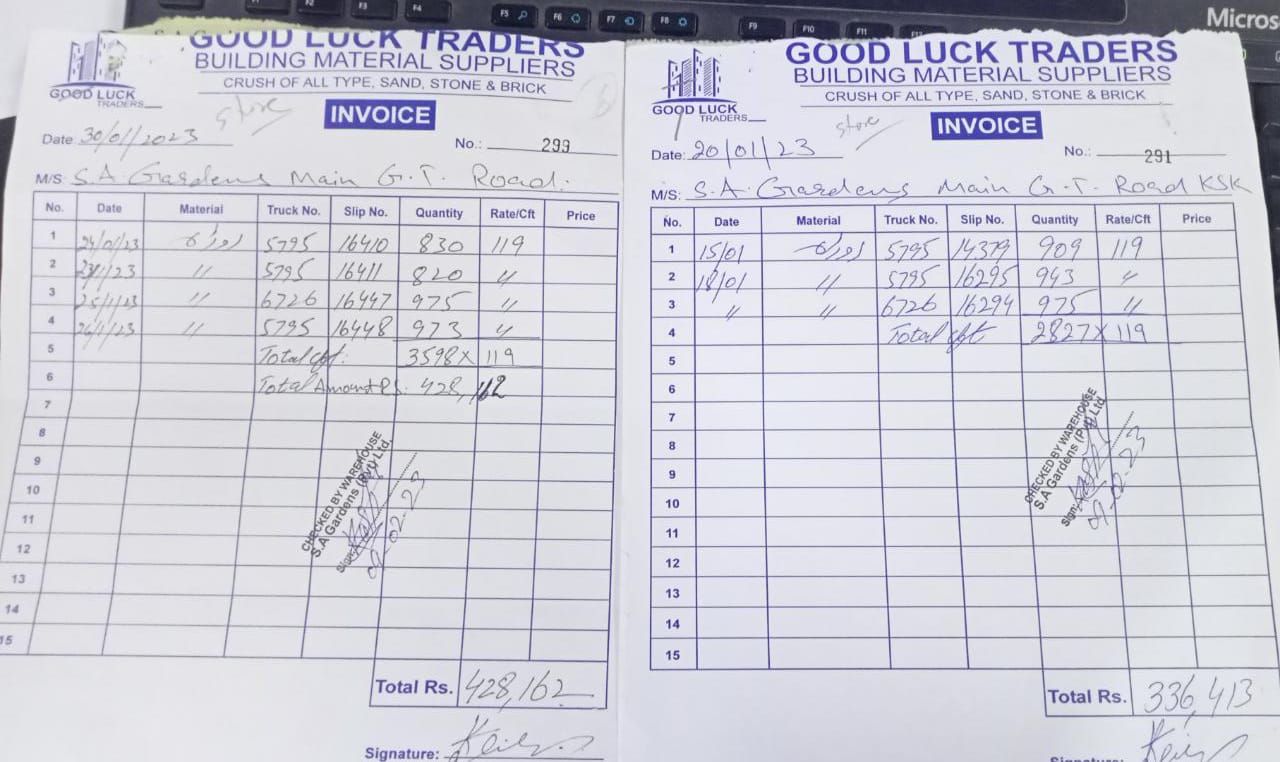 F4 F5 F6 F7 F8 F9 F10 F11 F12
Micros
GOOD LUCK TRADERS
BUILDING MATERIAL SUPPLIERS
CRUSH OF ALL TYPE, SAND, STONE & BRICK
GOOD LUCK
TRADERS
store
INVOICE
Date 30/01/2023
No.: 299
M/S: S.A. Gardens Main G.T. Road.
No. Date Material Truck No. Slip No. Quantity Rate/Cft Price
1 24/01/23 5795 16410 830 119
2 /1/23 // 5795 16411 820 //
3 25/1/23 // 6726 16447 975 //
4 26/1/23 // 5795 16448 973 //
5 Total cft: 3598 x 119
6 Total Amount Rs. 428,162
7
8
9
10
11
12
13
14
15
CHECKED BY WAREHOUSE
S.A Gardens (Pvt) Ltd.
Sign:
01-02-23
Total Rs. 428,162
Signature:
GOOD LUCK TRADERS
BUILDING MATERIAL SUPPLIERS
CRUSH OF ALL TYPE, SAND, STONE & BRICK
GOOD LUCK
TRADERS
store
INVOICE
Date: 20/01/23
No.: 291
M/S: S.A. Gardens Main G.T. Road KSK
No. Date Material Truck No. Slip No. Quantity Rate/Cft Price
1 15/01 5795 14379 909 119
2 18/01 // 5795 16295 943 //
3 // // 6726 16294 975 //
4 Total cft 2827 x 119
5
6
7
8
9
10
11
12
13
14
15
CHECKED BY WAREHOUSE
S.A Gardens (Pvt) Ltd.
Sign:
01-02-23
Total Rs. 336,413
Signature: